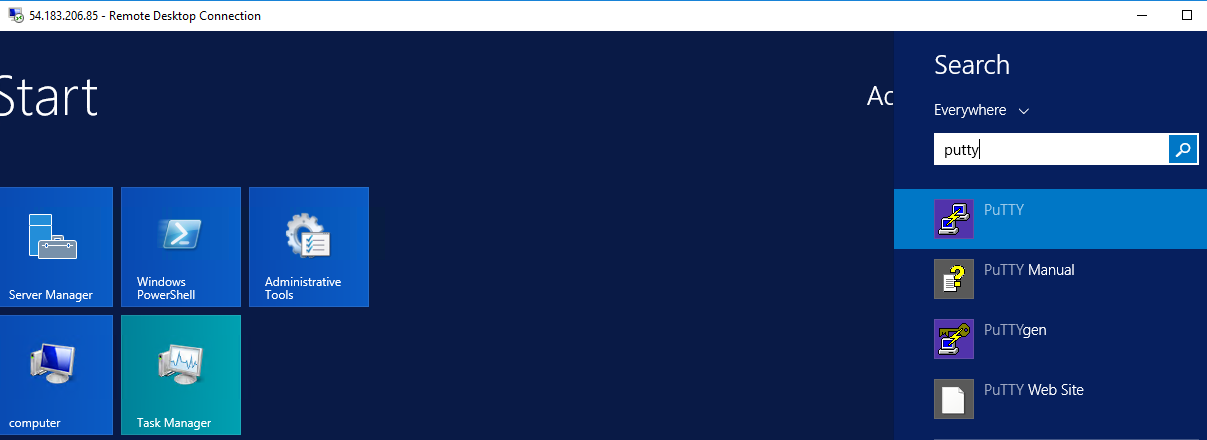 54.183.206.85 - Remote Desktop Connection
Start
Ac
Search
Everywhere
putty
PuTTY
PuTTY Manual
PuTTYgen
PuTTY Web Site
Server Manager
Windows
PowerShell
Administrative
Tools
computer
Task Manager